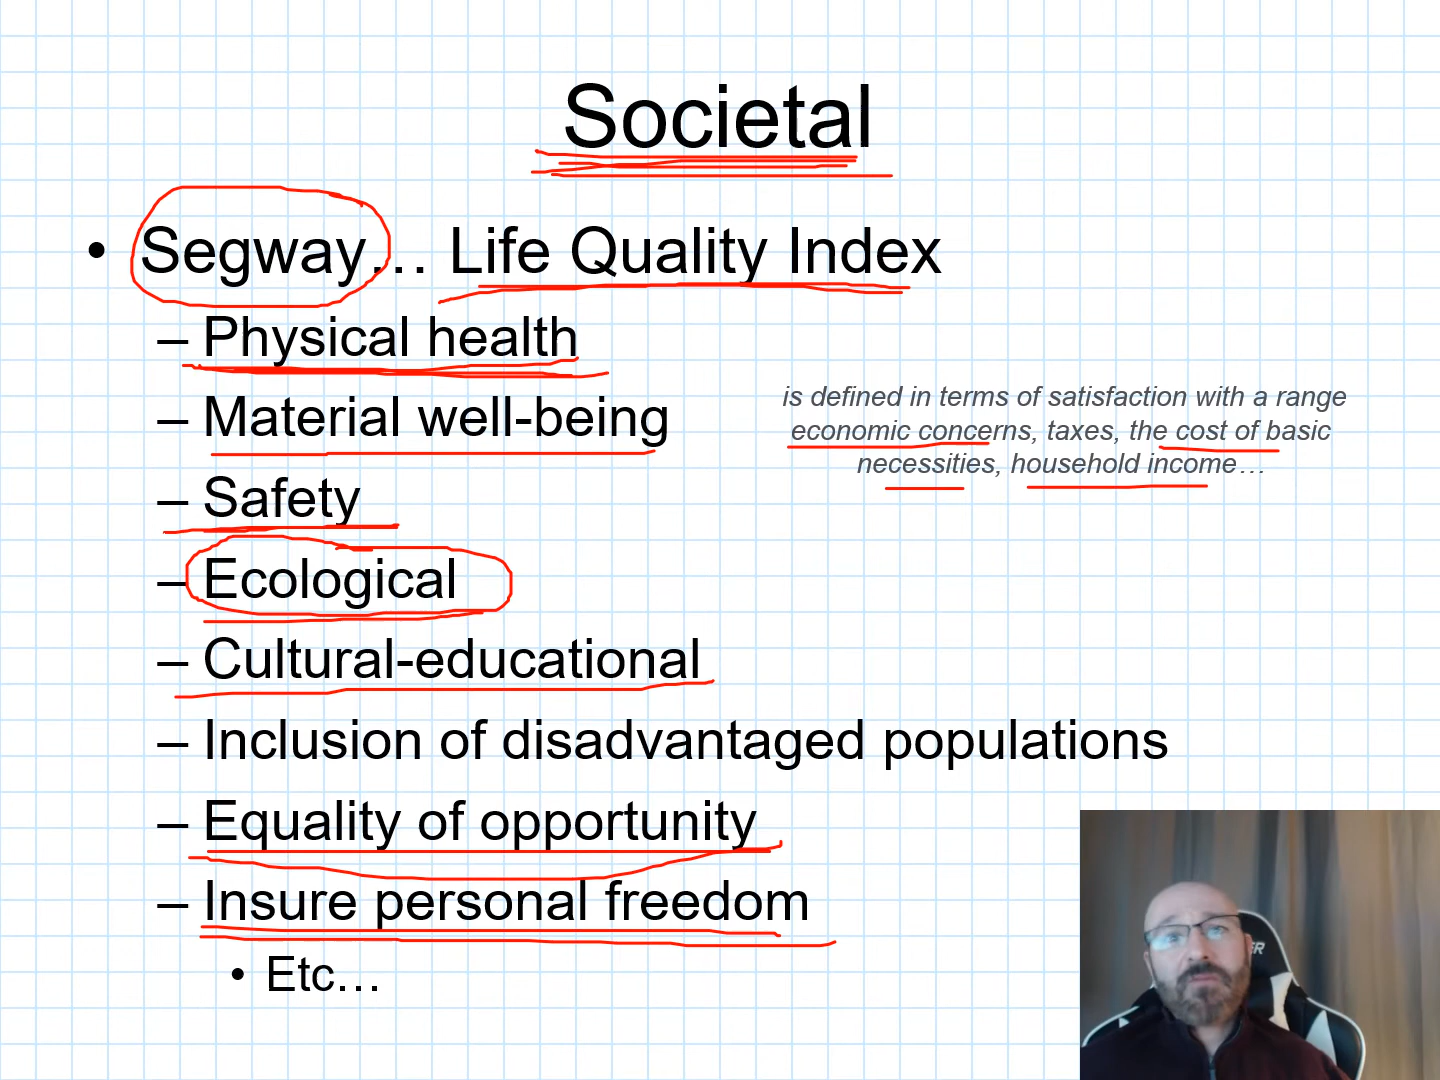 Societal
• Segway… Life Quality Index
– Physical health
– Material well-being
is defined in terms of satisfaction with a range
economic concerns, taxes, the cost of basic
necessities, household income…
– Safety
– Ecological
– Cultural-educational
– Inclusion of disadvantaged populations
– Equality of opportunity
– Insure personal freedom
• Etc…